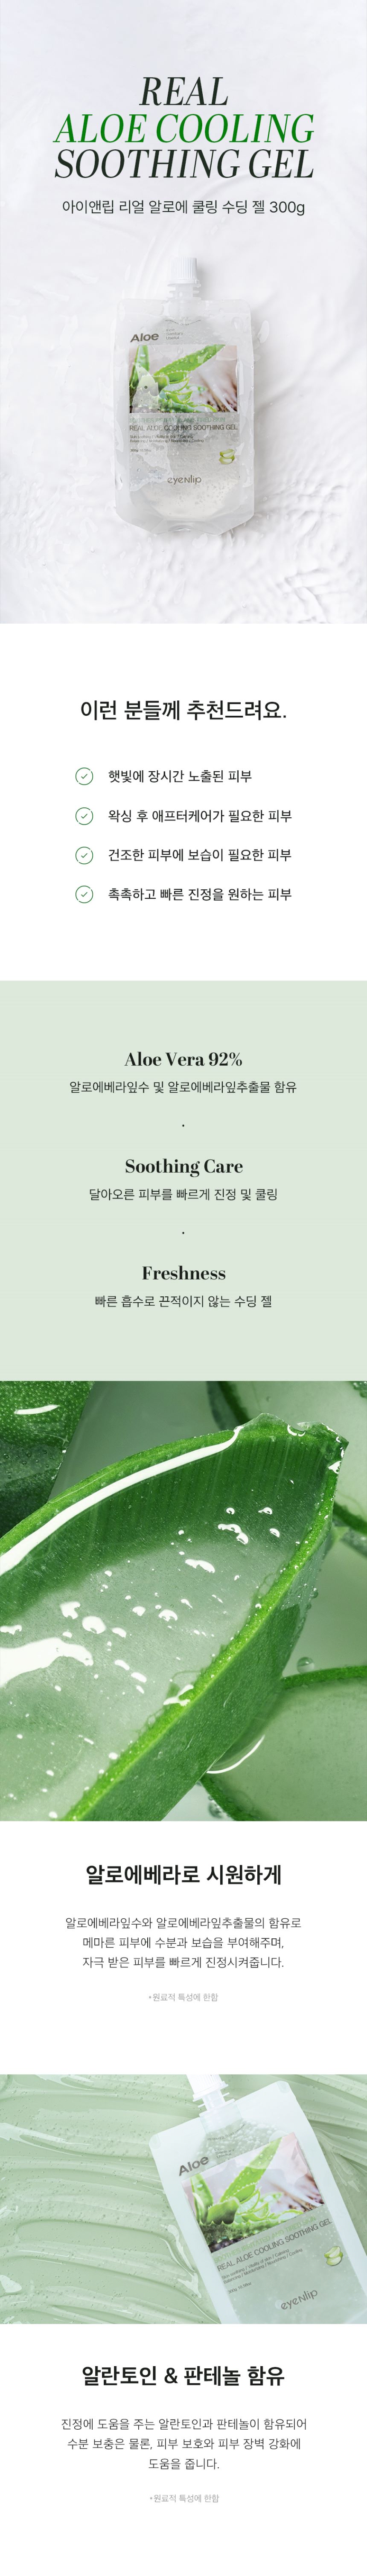 REAL
ALOE COOLING
SOOTHING GEL
아이앤립 리얼 알로에 쿨링 수딩 젤 300g
Aloe
REAL ALOE COOLING SOOTHING GEL
eyeNlip
이런 분들께 추천드려요.
햇빛에 장시간 노출된 피부
왁싱 후 애프터케어가 필요한 피부
건조한 피부에 보습이 필요한 피부
촉촉하고 빠른 진정을 원하는 피부
Aloe Vera 92%
알로에베라잎수 및 알로에베라잎추출물 함유
Soothing Care
달아오른 피부를 빠르게 진정 및 쿨링
Freshness
빠른 흡수로 끈적이지 않는 수딩 젤
알로에베라로 시원하게
알로에베라잎수와 알로에베라잎추출물의 함유로
메마른 피부에 수분과 보습을 부여해주며,
자극 받은 피부를 빠르게 진정시켜줍니다.
*원료적 특성에 한함
Aloe
REAL ALOE COOLING SOOTHING GEL
eyeNlip
알란토인 & 판테놀 함유
진정에 도움을 주는 알란토인과 판테놀이 함유되어
수분 보충은 물론, 피부 보호와 피부 장벽 강화에
도움을 줍니다.
*원료적 특성에 한함